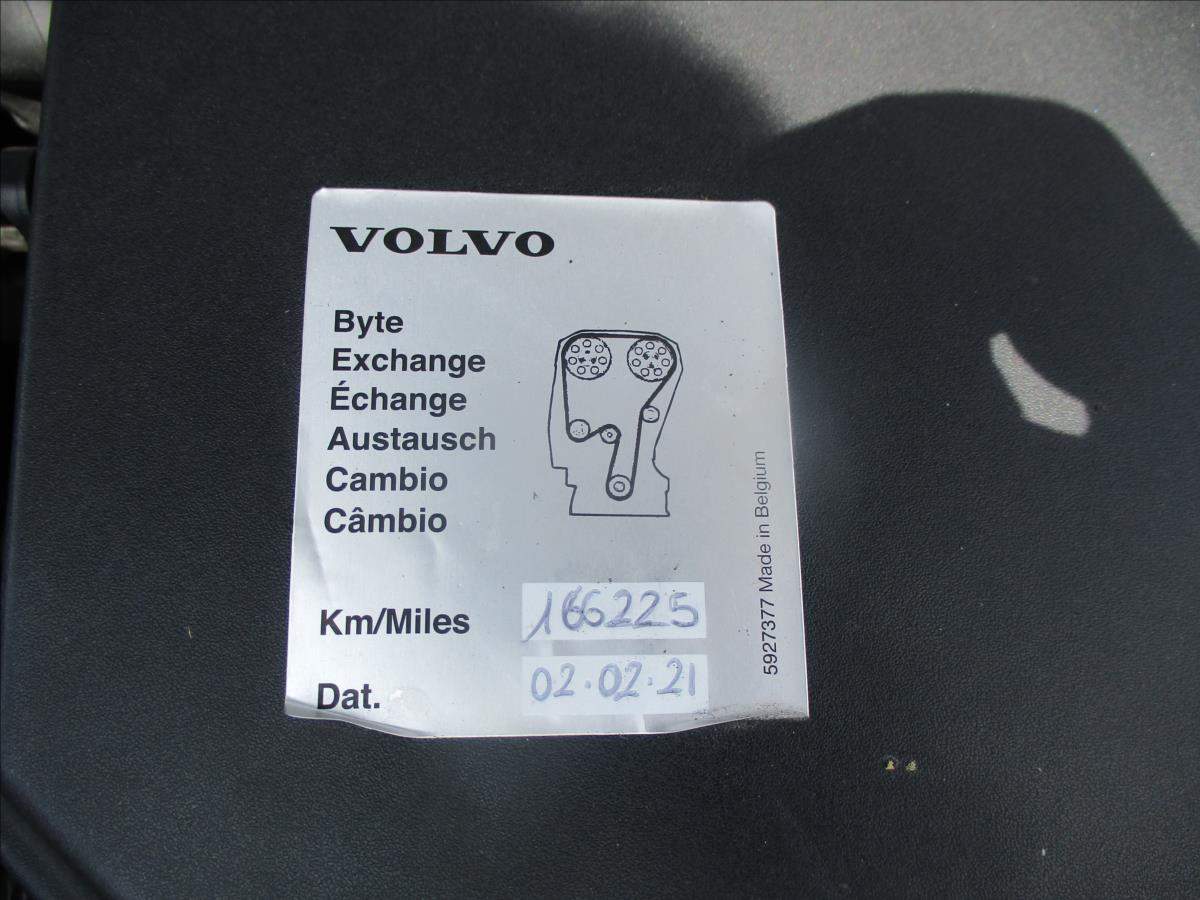 VOLVO
Byte
Exchange
Échange
Austausch
Cambio
Câmbio
Km/Miles 166225
Dat. 02.02.21
5927377 Made in Belgium